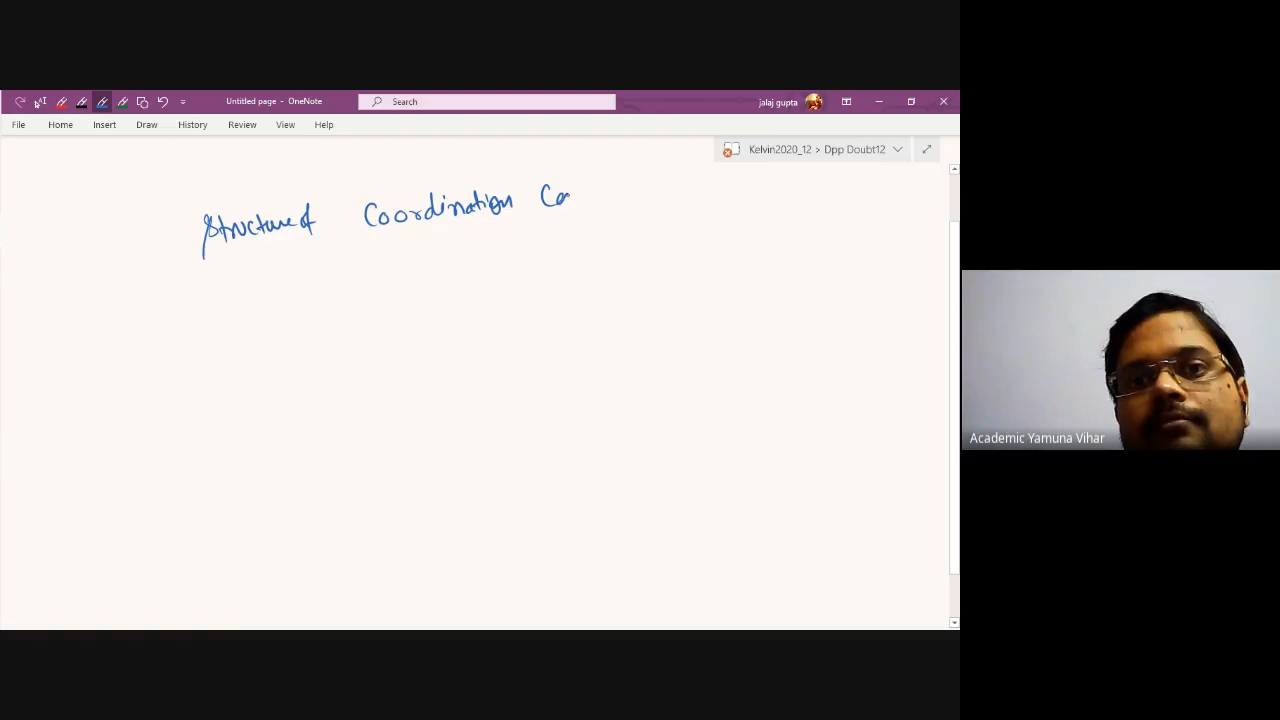 Untitled page - OneNote
Search
jalaj gupta
File Home Insert Draw History Review View Help
Kelvin2020_12 > Dpp Doubt12
Structure of Coordination Co
Academic Yamuna Vihar